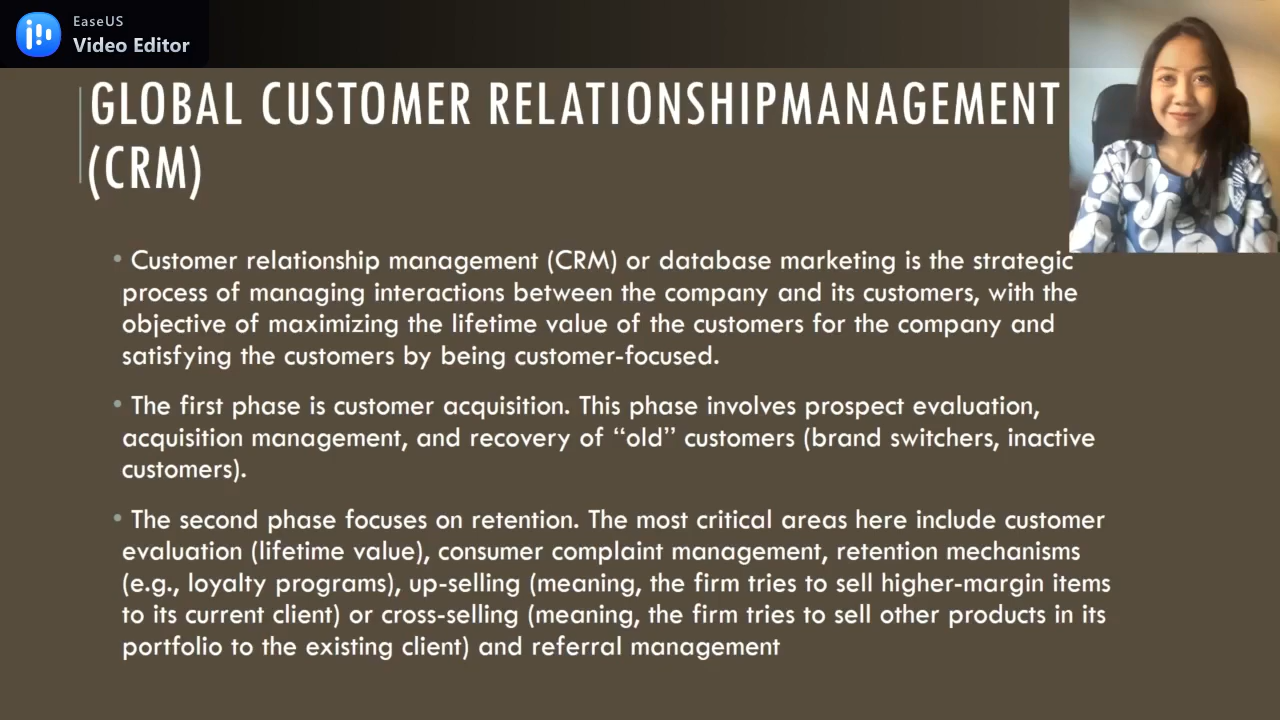 EaseUS
Video Editor
GLOBAL CUSTOMER RELATIONSHIPMANAGEMENT
(CRM)
• Customer relationship management (CRM) or database marketing is the strategic
process of managing interactions between the company and its customers, with the
objective of maximizing the lifetime value of the customers for the company and
satisfying the customers by being customer-focused.
• The first phase is customer acquisition. This phase involves prospect evaluation,
acquisition management, and recovery of “old” customers (brand switchers, inactive
customers).
• The second phase focuses on retention. The most critical areas here include customer
evaluation (lifetime value), consumer complaint management, retention mechanisms
(e.g., loyalty programs), up-selling (meaning, the firm tries to sell higher-margin items
to its current client) or cross-selling (meaning, the firm tries to sell other products in its
portfolio to the existing client) and referral management